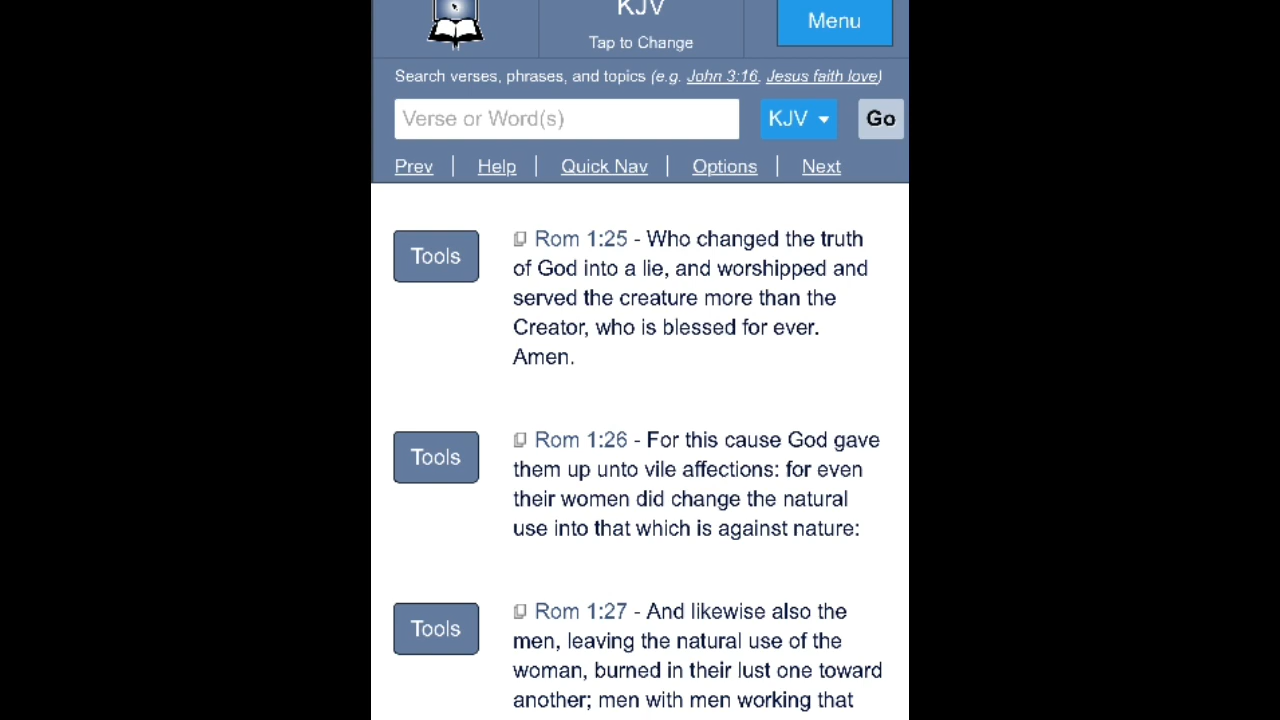 KJV
Menu
Tap to Change
Search verses, phrases, and topics (e.g. John 3:16, Jesus faith love)
Verse or Word(s)
KJV
Go
Prev | Help | Quick Nav | Options | Next
Tools
Rom 1:25 - Who changed the truth
of God into a lie, and worshipped and
served the creature more than the
Creator, who is blessed for ever.
Amen.
Tools
Rom 1:26 - For this cause God gave
them up unto vile affections: for even
their women did change the natural
use into that which is against nature:
Tools
Rom 1:27 - And likewise also the
men, leaving the natural use of the
woman, burned in their lust one toward
another; men with men working that